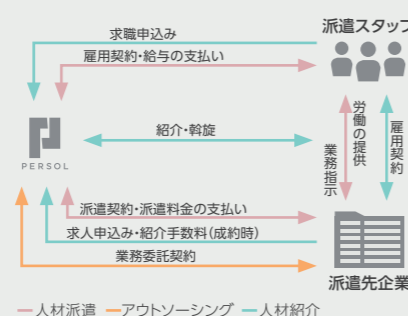 派遣スタッフ
求職申込み
雇用契約・給与の支払い
紹介・斡旋
PERSOL
業務指示
労働の提供
雇用契約
派遣契約・派遣料金の支払い
求人申込み・紹介手数料(成約時)
業務委託契約
派遣先企業
人材派遣 アウトソーシング 人材紹介